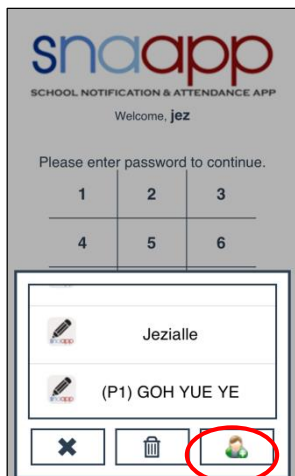 snaapp
SCHOOL NOTIFICATION & ATTENDANCE APP
Welcome, jez
Please enter password to continue.
1 2 3
4 5 6
Jezialle
(P1) GOH YUE YE